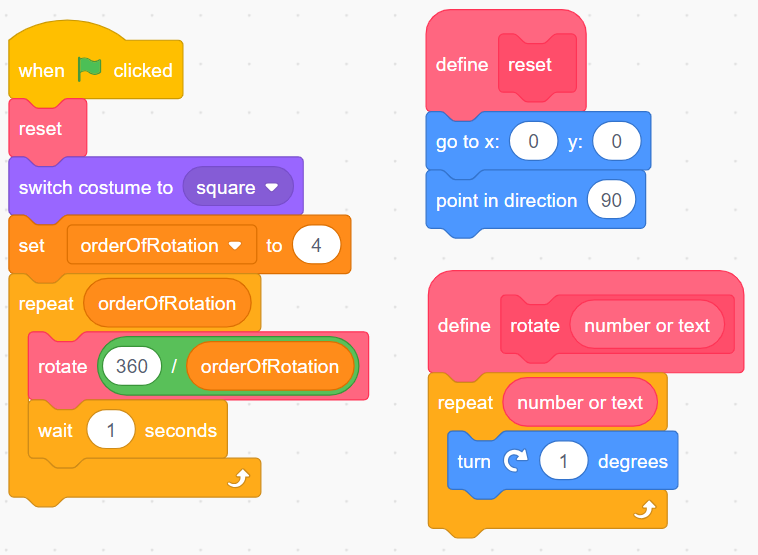 when clicked
reset
switch costume to square
set orderOfRotation to 4
repeat orderOfRotation
rotate 360 / orderOfRotation
wait 1 seconds
define reset
go to x: 0 y: 0
point in direction 90
define rotate number or text
repeat number or text
turn 1 degrees